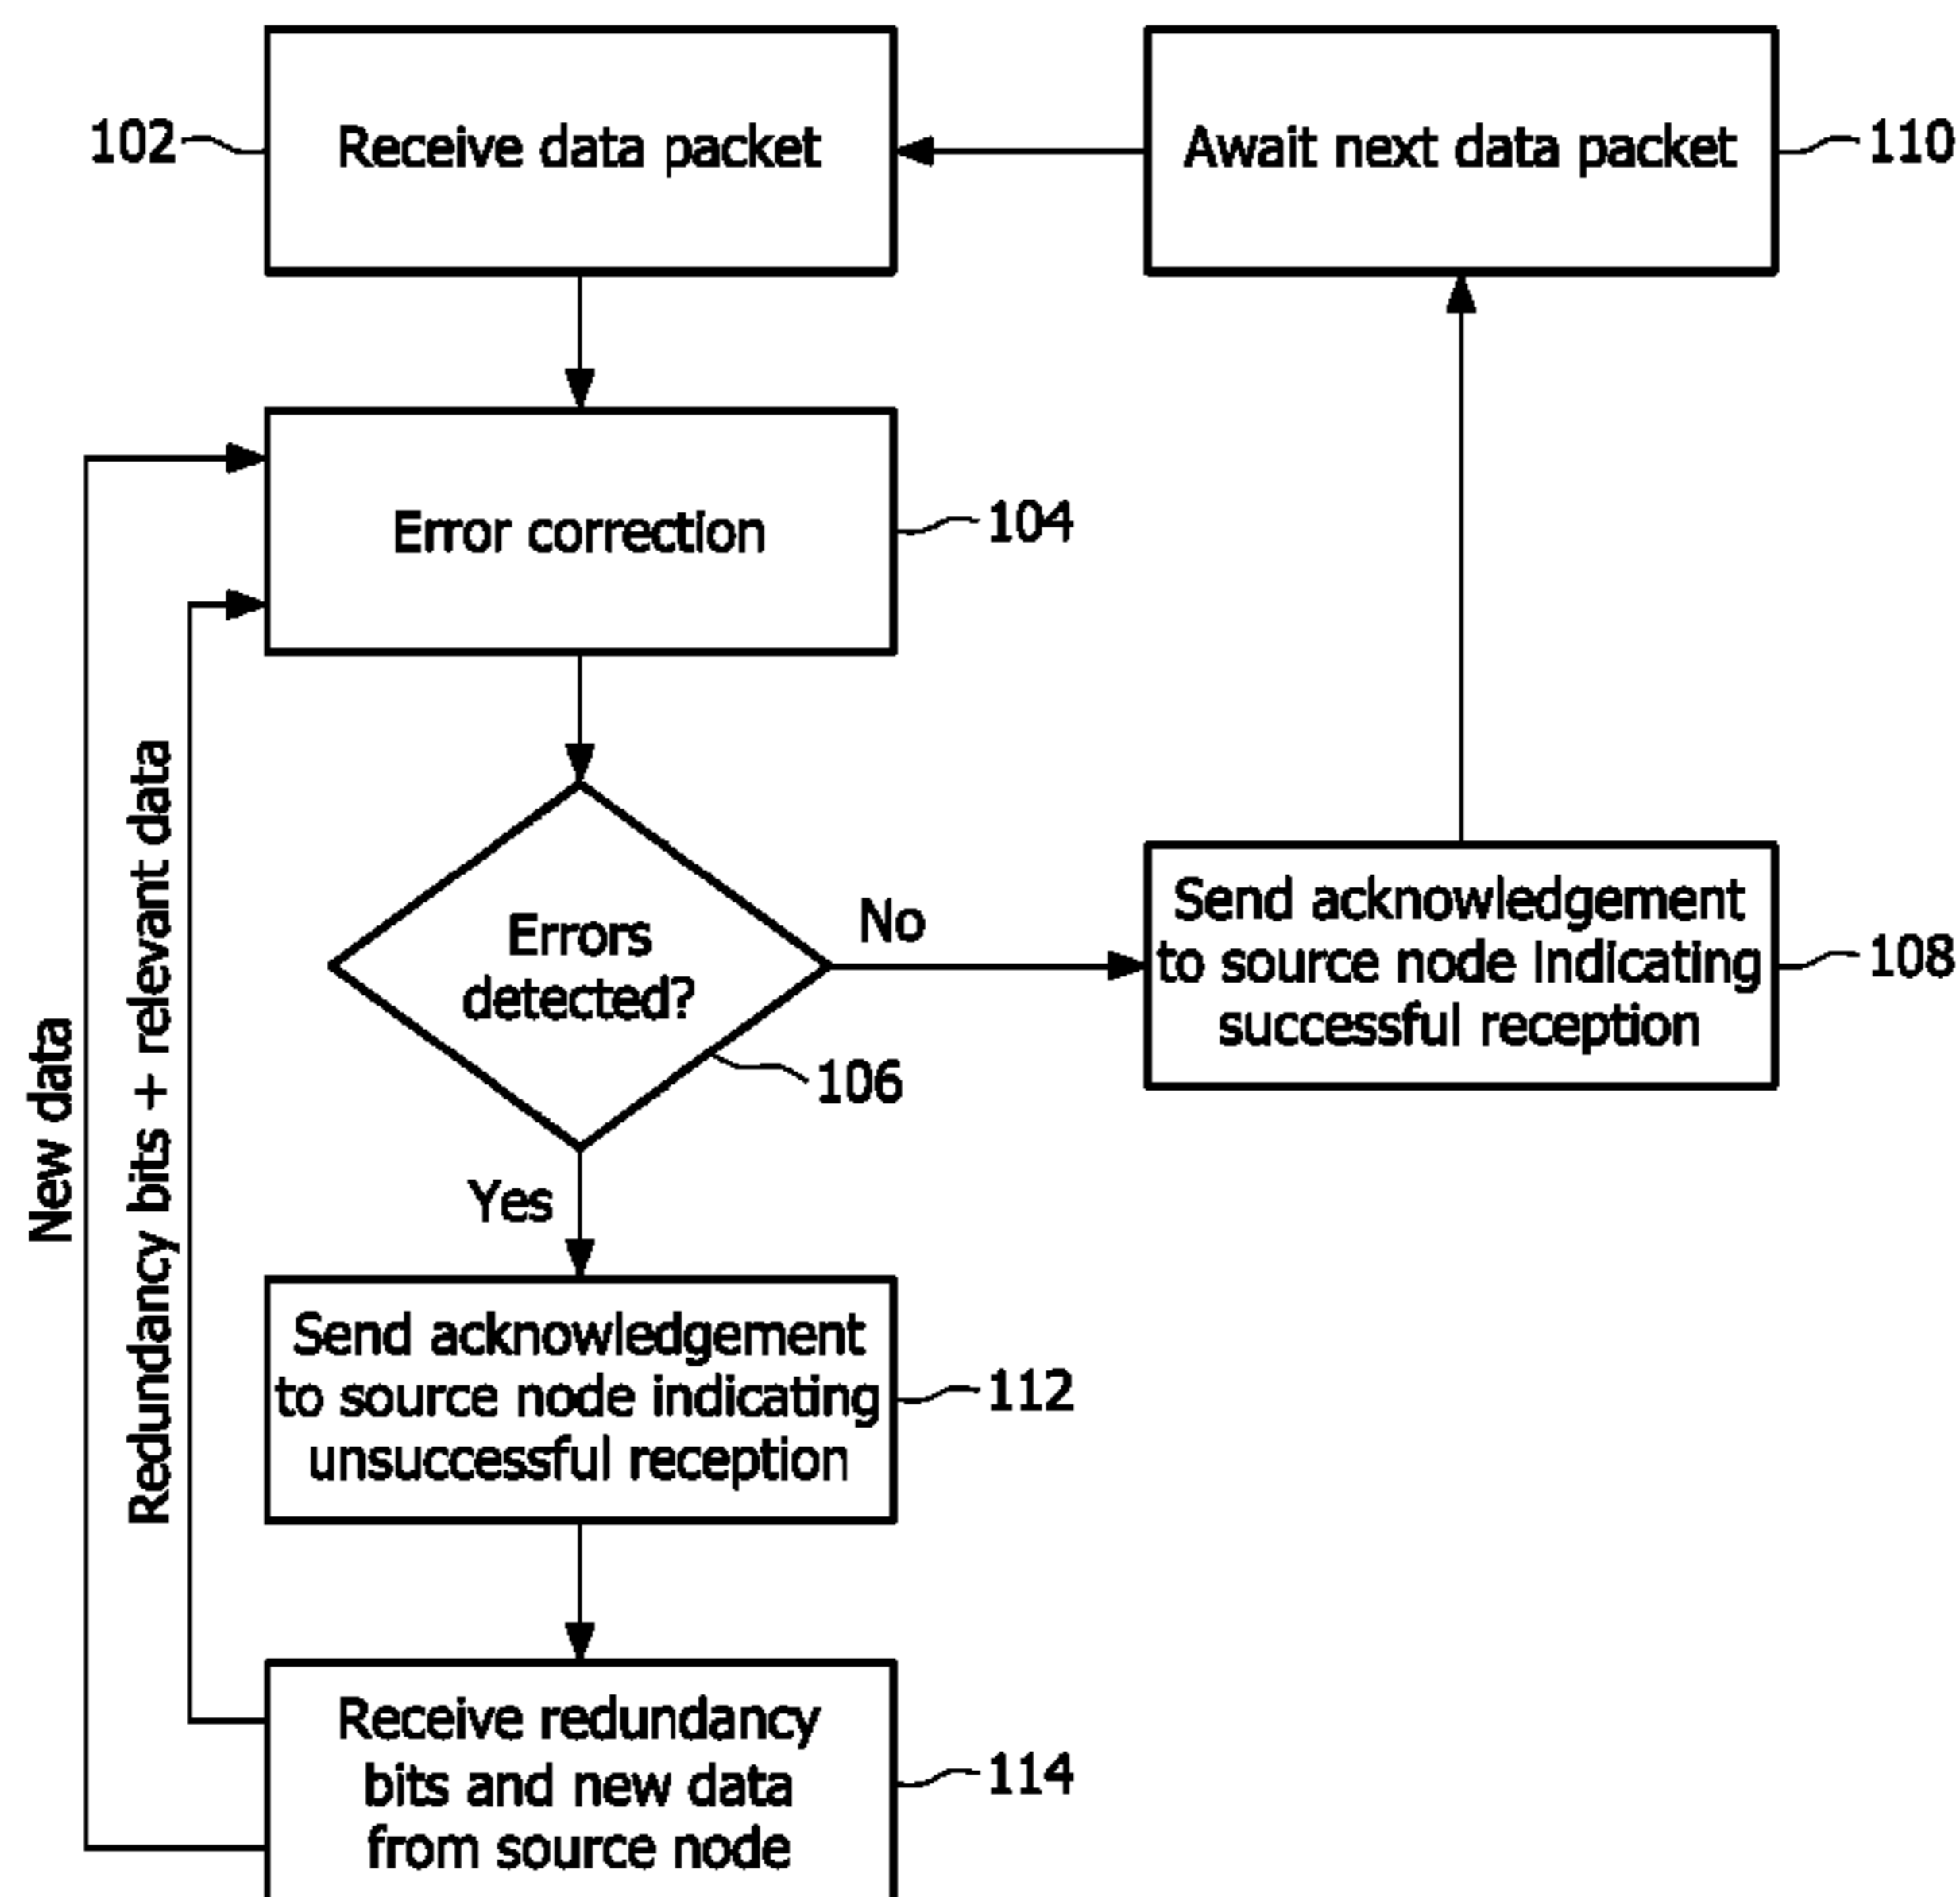 102
Receive data packet
Await next data packet
110
Error correction
104
Errors
detected?
106
No
Send acknowledgement
to source node indicating
successful reception
108
Yes
Send acknowledgement
to source node indicating
unsuccessful reception
112
Receive redundancy
bits and new data
from source node
114
New data
Redundancy bits + relevant data